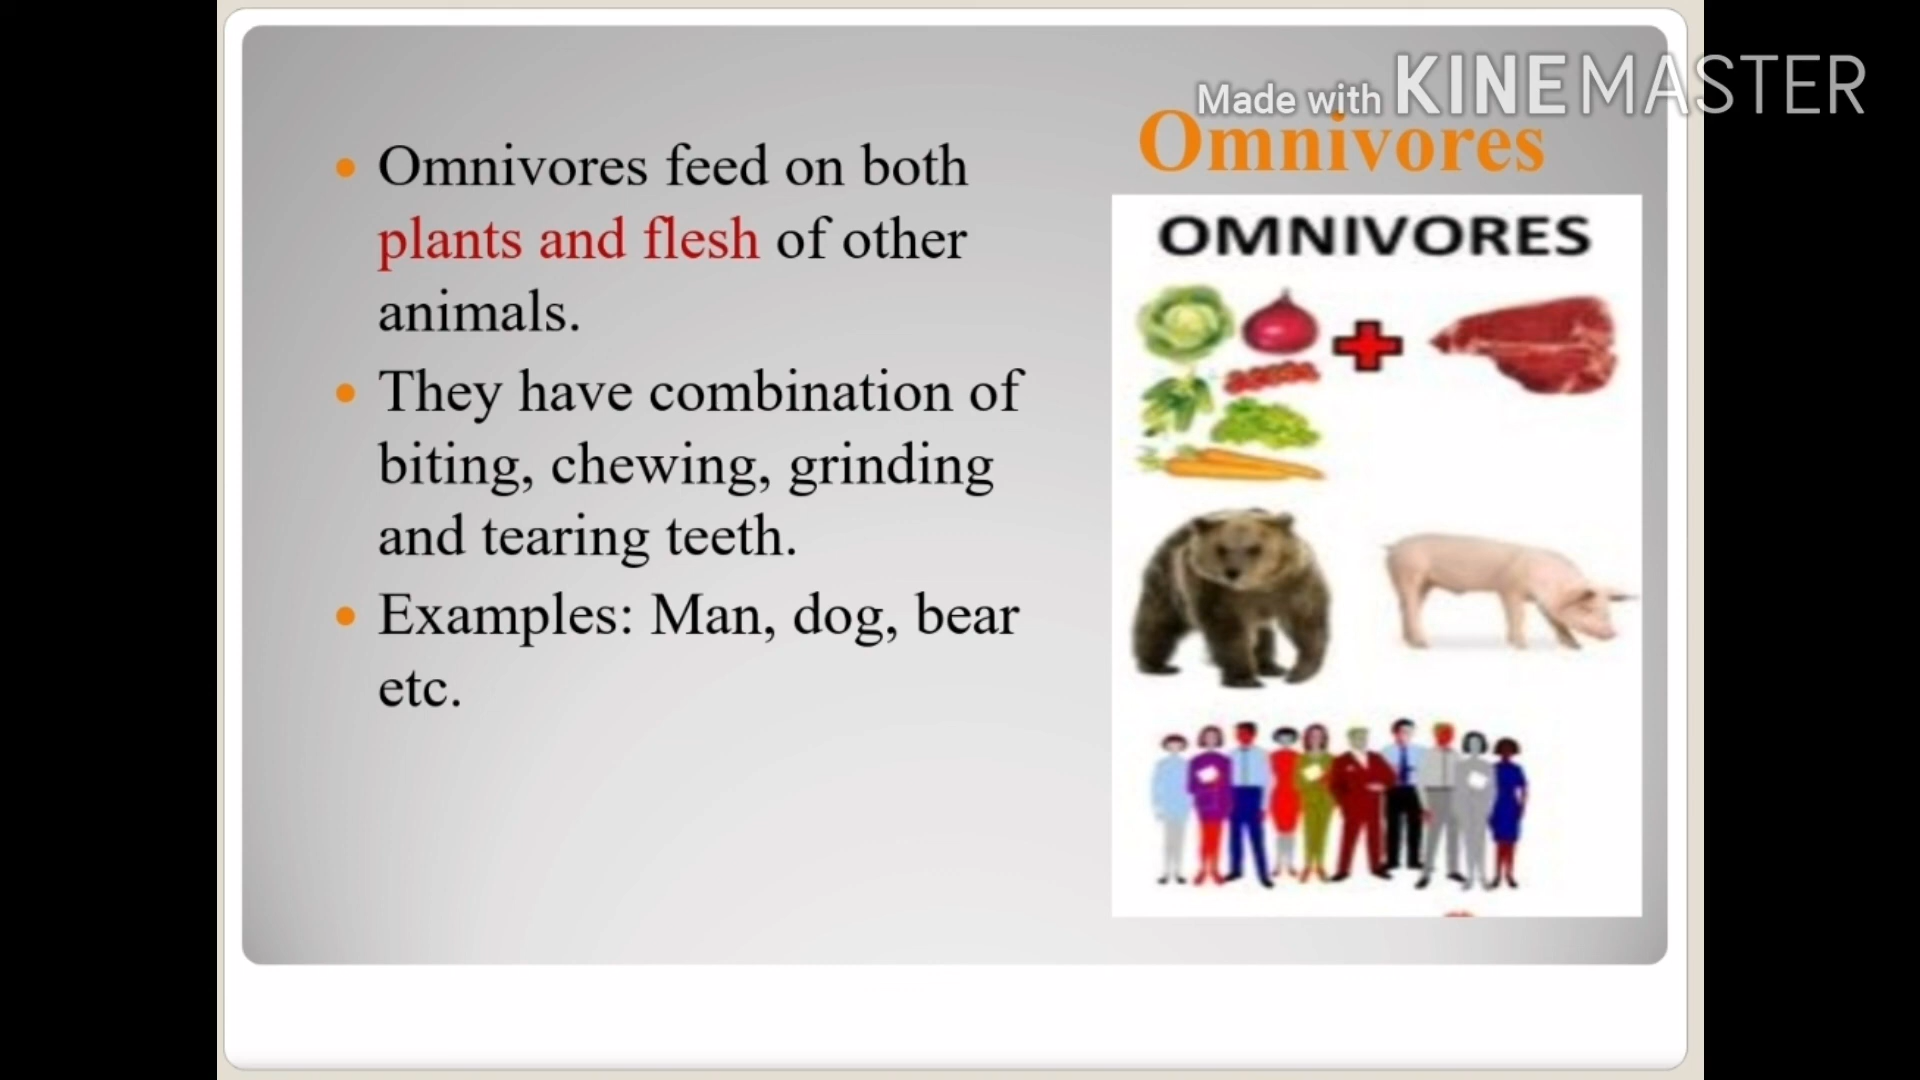 Made with KINEMASTER
Omnivores
Omnivores feed on both
plants and flesh of other
animals.
They have combination of
biting, chewing, grinding
and tearing teeth.
Examples: Man, dog, bear
etc.
OMNIVORES